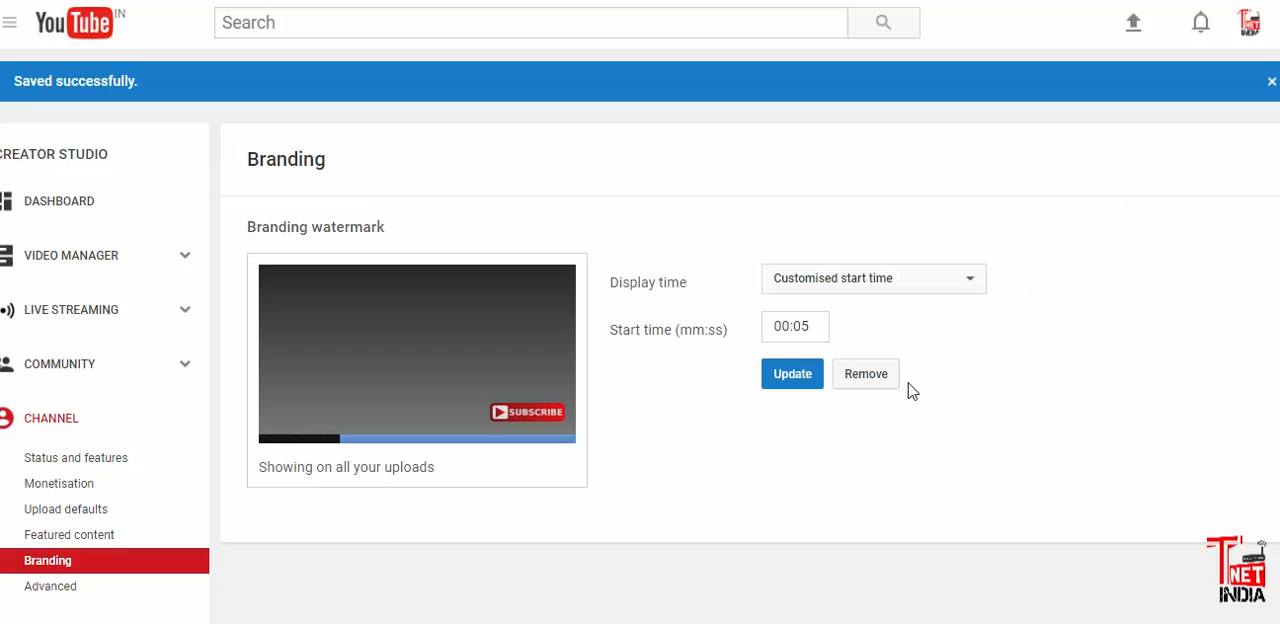 YouTube IN
Search
T NET INDIA
Saved successfully.
×
CREATOR STUDIO
DASHBOARD
VIDEO MANAGER
LIVE STREAMING
COMMUNITY
CHANNEL
Status and features
Monetisation
Upload defaults
Featured content
Branding
Advanced
Branding
Branding watermark
SUBSCRIBE
Showing on all your uploads
Display time
Customised start time
Start time (mm:ss)
00:05
Update
Remove
T
NET
INDIA